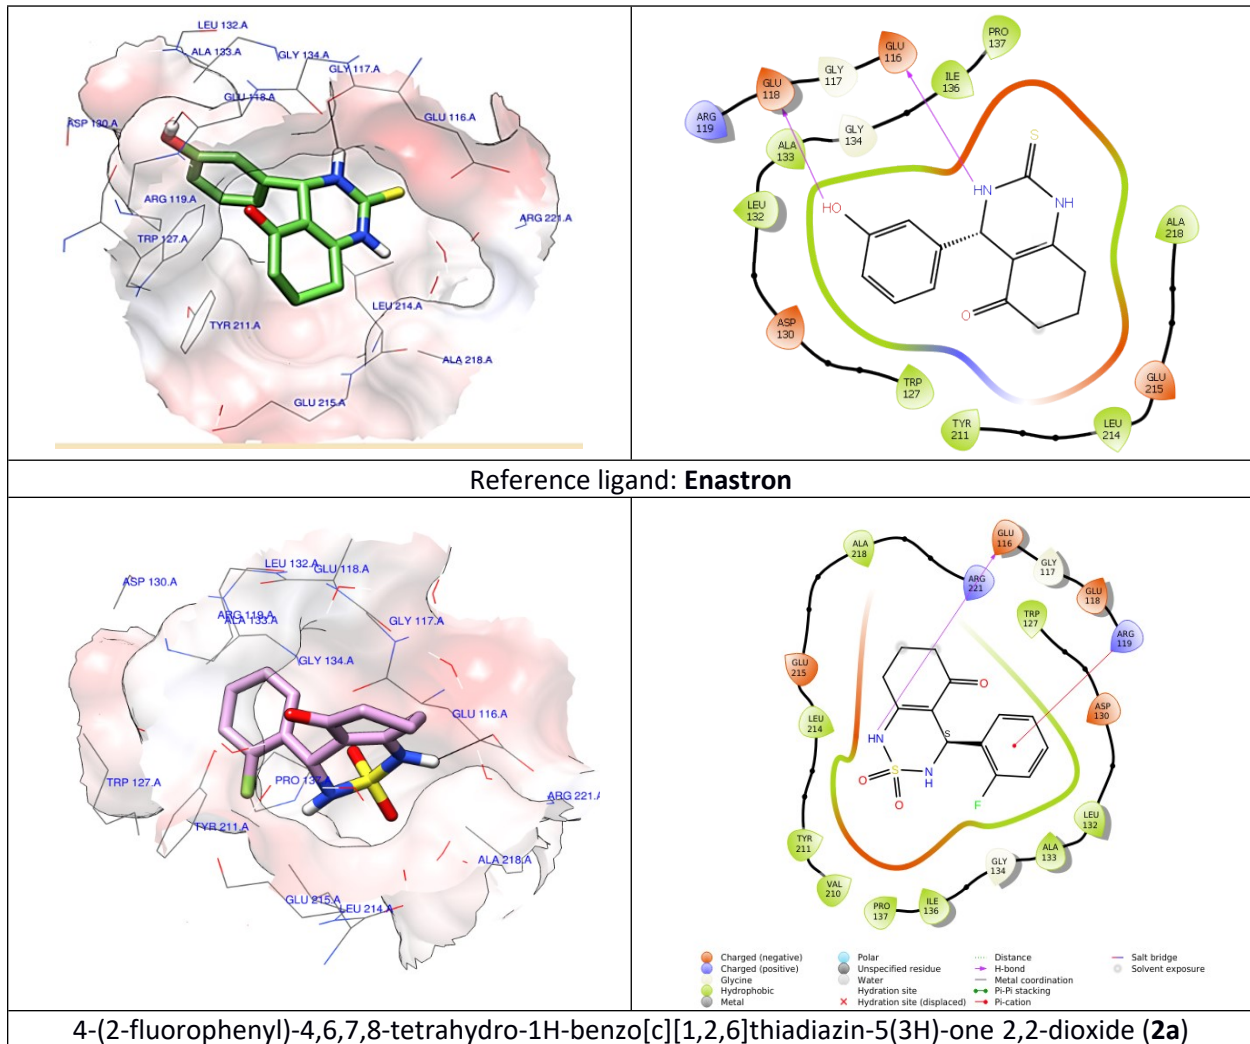 LEU 132.A
ALA 133.A
GLY 134.A
GLY 117.A
GLU 118.A
GLU 116.A
ASP 130.A
ARG 119.A
ARG 221.A
TRP 127.A
LEU 214.A
TYR 211.A
ALA 218.A
GLU 215.A
PRO 137
GLU 116
GLY 117
ILE 136
GLU 118
ARG 119
GLY 134
ALA 133
LEU 132
S
HO
HN
NH
ALA 218
O
ASP 130
TRP 127
GLU 215
TYR 211
LEU 214
Reference ligand: Enastron
LEU 132.A
GLU 118.A
ASP 130.A
ARG 119.A
ALA 133.A
GLY 117.A
GLY 134.A
GLU 116.A
PRO 137.A
TRP 127.A
ARG 221.A
TYR 211.A
ALA 218.A
GLU 215.A
LEU 214.A
GLU 116
ALA 218
GLY 117
ARG 221
GLU 118
TRP 127
ARG 119
GLU 215
O
ASP 130
LEU 214
S
HN
O
S
N
H
O
F
LEU 132
TYR 211
ALA 133
GLY 134
VAL 210
PRO 137
ILE 136
Charged (negative)
Charged (positive)
Glycine
Hydrophobic
Metal
Polar
Unspecified residue
Water
Hydration site
Hydration site (displaced)
Distance
H-bond
Metal coordination
Pi-Pi stacking
Pi-cation
Salt bridge
Solvent exposure
4-(2-fluorophenyl)-4,6,7,8-tetrahydro-1H-benzo[c][1,2,6]thiadiazin-5(3H)-one 2,2-dioxide (2a)